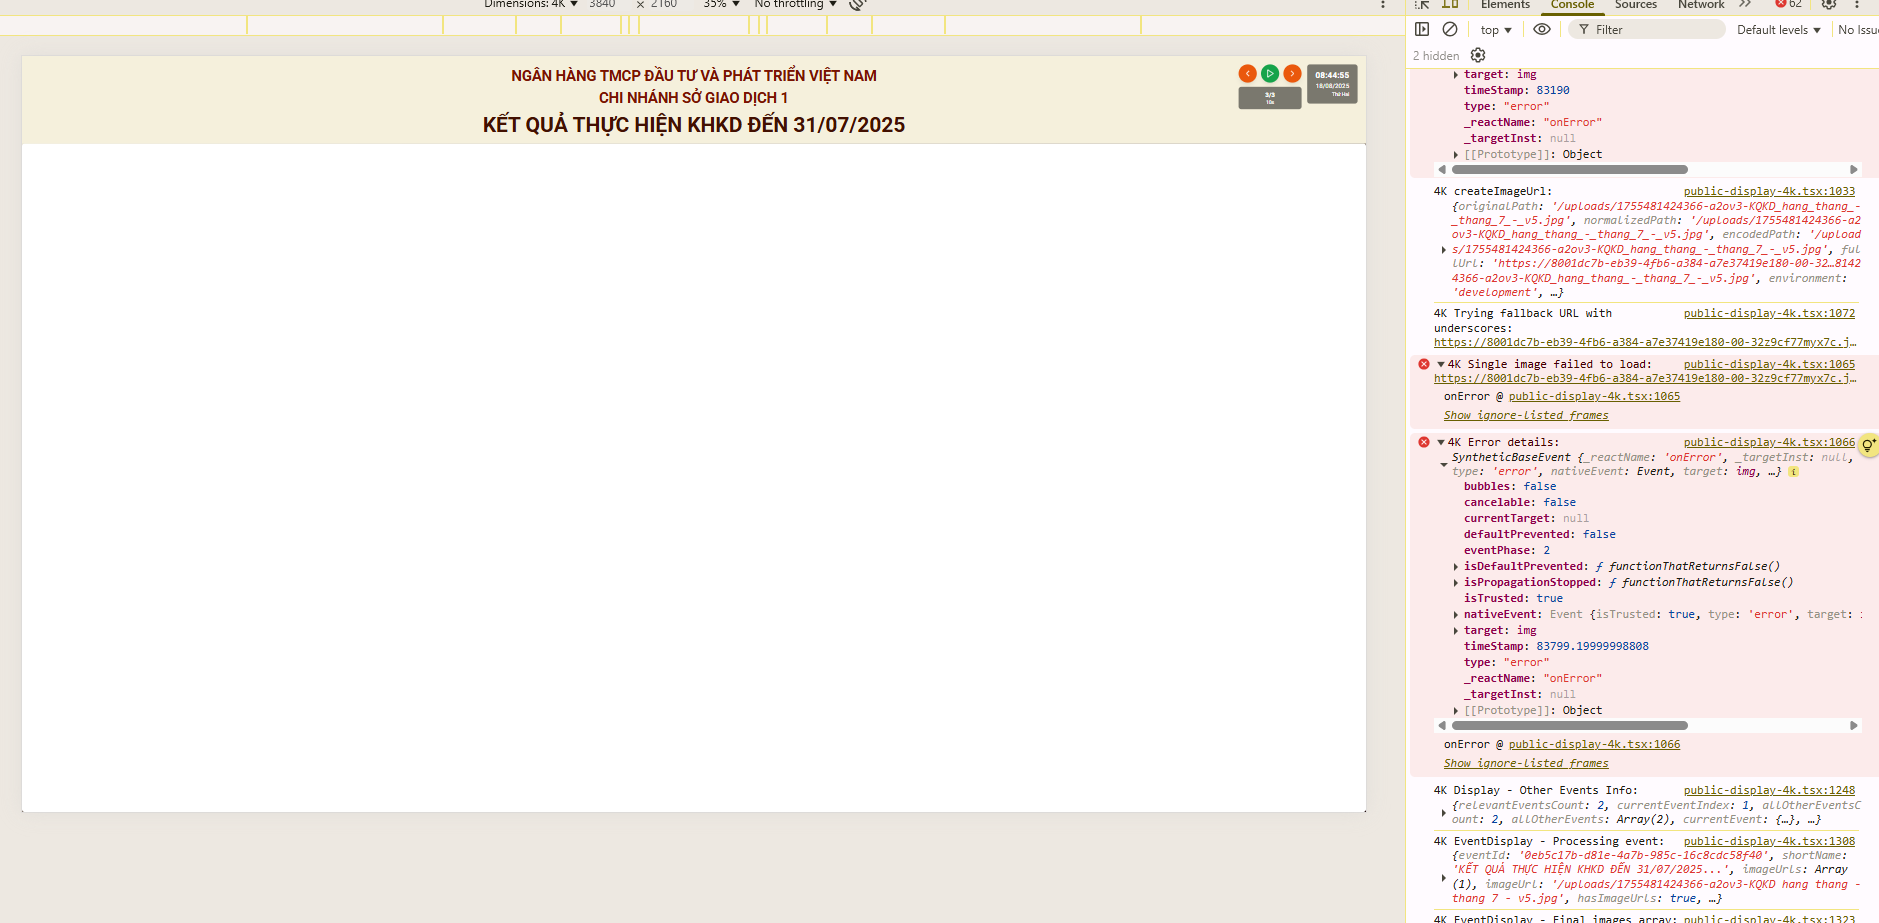 Dimensions: 4K ▼ 3840 × 2160 35% ▼ No throttling ▼
NGÂN HÀNG TMCP ĐẦU TƯ VÀ PHÁT TRIỂN VIỆT NAM
CHI NHÁNH SỞ GIAO DỊCH 1
KẾT QUẢ THỰC HIỆN KHKD ĐẾN 31/07/2025
3/3
10s
08:44:55
18/08/2025
Thứ Hai
Elements Console Sources Network 62
top ▼ Filter Default levels ▼ No Issu
2 hidden
target: img
timeStamp: 83190
type: "error"
_reactName: "onError"
_targetInst: null
[[Prototype]]: Object
4K createImageUrl: public-display-4k.tsx:1033
{originalPath: '/uploads/1755481424366-a2ov3-KQKD_hang_thang_-
_thang_7_-_v5.jpg', normalizedPath: '/uploads/1755481424366-a2
ov3-KQKD_hang_thang_-_thang_7_-_v5.jpg', encodedPath: '/upload
s/1755481424366-a2ov3-KQKD_hang_thang_-_thang_7_-_v5.jpg', ful
lUrl: 'https://8001dc7b-eb39-4fb6-a384-a7e37419e180-00-32…8142
4366-a2ov3-KQKD_hang_thang_-_thang_7_-_v5.jpg', environment:
'development', …}
4K Trying fallback URL with public-display-4k.tsx:1072
underscores:
https://8001dc7b-eb39-4fb6-a384-a7e37419e180-00-32z9cf77myx7c.j…
4K Single image failed to load: public-display-4k.tsx:1065
https://8001dc7b-eb39-4fb6-a384-a7e37419e180-00-32z9cf77myx7c.j…
onError @ public-display-4k.tsx:1065
Show ignore-listed frames
4K Error details: public-display-4k.tsx:1066
SyntheticBaseEvent {_reactName: 'onError', _targetInst: null,
type: 'error', nativeEvent: Event, target: img, …} i
bubbles: false
cancelable: false
currentTarget: null
defaultPrevented: false
eventPhase: 2
isDefaultPrevented: ƒ functionThatReturnsFalse()
isPropagationStopped: ƒ functionThatReturnsFalse()
isTrusted: true
nativeEvent: Event {isTrusted: true, type: 'error', target:
target: img
timeStamp: 83799.19999998808
type: "error"
_reactName: "onError"
_targetInst: null
[[Prototype]]: Object
onError @ public-display-4k.tsx:1066
Show ignore-listed frames
4K Display - Other Events Info: public-display-4k.tsx:1248
{relevantEventsCount: 2, currentEventIndex: 1, allOtherEventsC
ount: 2, allOtherEvents: Array(2), currentEvent: {…}, …}
4K EventDisplay - Processing event: public-display-4k.tsx:1308
{eventId: '0eb5c17b-d81e-4a7b-985c-16c8cdc58f40', shortName:
'KẾT QUẢ THỰC HIỆN KHKD ĐẾN 31/07/2025...', imageUrls: Array
(1), imageUrl: '/uploads/1755481424366-a2ov3-KQKD hang thang -
thang 7 - v5.jpg', hasImageUrls: true, …}
4K EventDisplay - Final images array: public-display-4k.tsx:1323